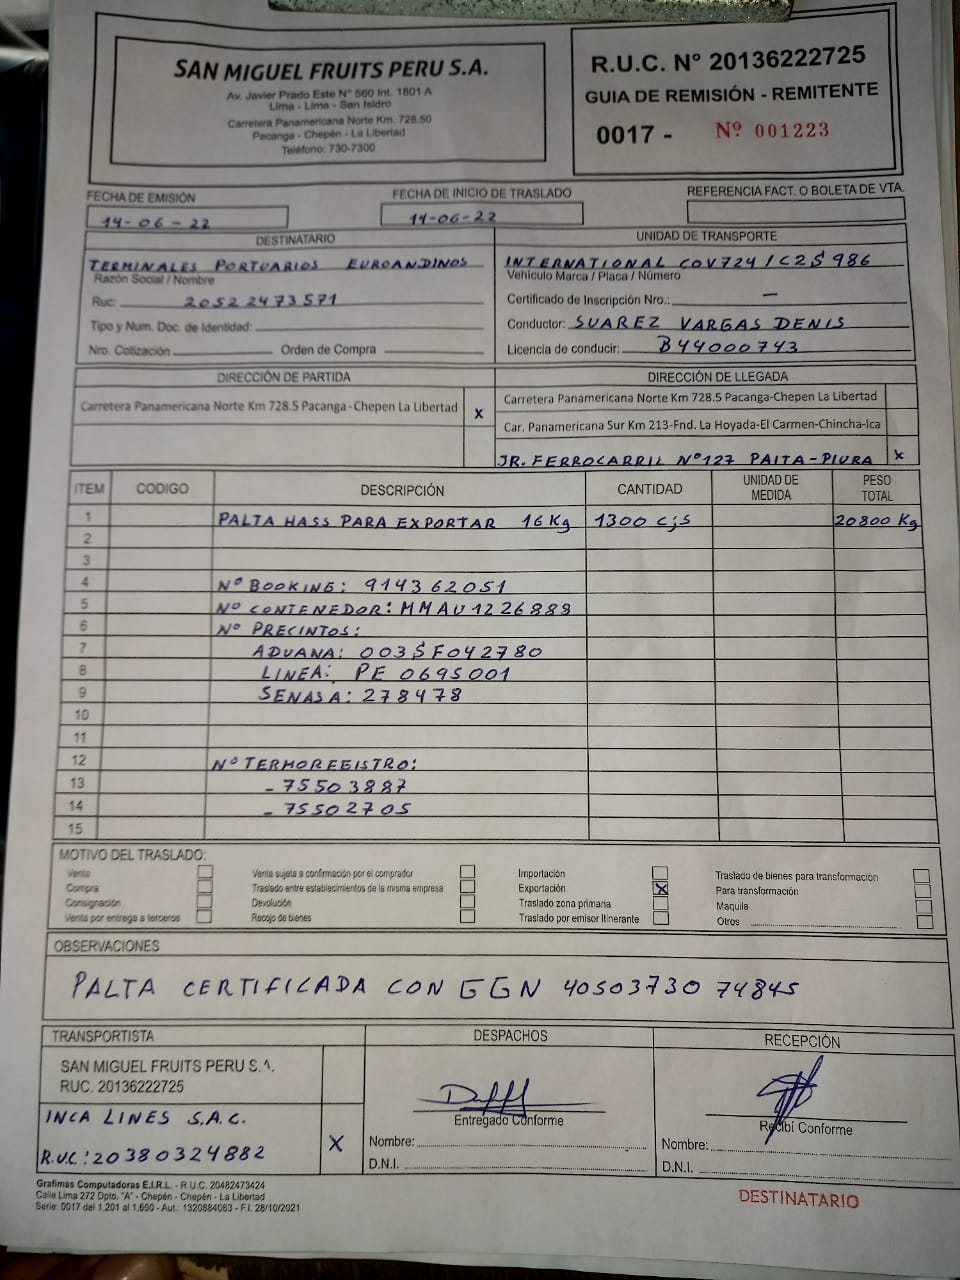 SAN MIGUEL FRUITS PERU S.A.
Av. Javier Prado Este N° 560 Int. 1801 A
Lima - Lima - San Isidro
Carretera Panamericana Norte Km. 728.50
Pacanga - Chepén - La Libertad
Teléfono: 730-7300
R.U.C. N° 20136222725
GUIA DE REMISIÓN - REMITENTE
0017 - Nº 001223
FECHA DE EMISIÓN
14-06-22
FECHA DE INICIO DE TRASLADO
14-06-22
REFERENCIA FACT. O BOLETA DE VTA.
DESTINATARIO
TERMINALES PORTUARIOS EUROANDINOS
Razón Social / Nombre
Ruc: 20522473571
Tipo y Num. Doc. de Identidad:
Nro. Cotización Orden de Compra
UNIDAD DE TRANSPORTE
INTERNATIONAL COV724 / C2S 986
Vehículo Marca / Placa / Número
Certificado de Inscripción Nro.: —
Conductor: SUAREZ VARGAS DENIS
Licencia de conducir: B44000743
DIRECCIÓN DE PARTIDA
Carretera Panamericana Norte Km 728.5 Pacanga-Chepen La Libertad x
DIRECCIÓN DE LLEGADA
Carretera Panamericana Norte Km 728.5 Pacanga-Chepen La Libertad
Car. Panamericana Sur Km 213-Fnd. La Hoyada-El Carmen-Chincha-Ica
JR. FERROCARRIL Nº127 PAITA-PIURA x
ITEM CODIGO DESCRIPCIÓN CANTIDAD UNIDAD DE MEDIDA PESO TOTAL
1 PALTA HASS PARA EXPORTAR 16Kg 1300 cjs 20800 Kg
2
3
4 Nº BOOKING: 914362051
5 Nº CONTENEDOR: MMAU1226889
6 Nº PRECINTOS:
7 ADUANA: 003SF042780
8 LINEA: PE 0695001
9 SENASA: 278478
10
11
12 Nº TERMOREGISTRO:
13 - 75503887
14 - 75502705
15
MOTIVO DEL TRASLADO:
Venta
Compra
Consignación
Venta por entrega a terceros
Venta sujeta a confirmación por el comprador
Traslado entre establecimientos de la misma empresa
Devolución
Recojo de bienes
Importación
Exportación X
Traslado zona primaria
Traslado por emisor Itinerante
Traslado de bienes para transformación
Para transformación
Maquila
Otros
OBSERVACIONES
PALTA CERTIFICADA CON GGN 4050373074845
TRANSPORTISTA
SAN MIGUEL FRUITS PERU S.A.
RUC. 20136222725
INCA LINES S.A.C.
R.U.C: 20380324882 X
DESPACHOS
Entregado Conforme
Nombre:
D.N.I.
RECEPCIÓN
Recibí Conforme
Nombre:
D.N.I.
Grafimas Computadoras E.I.R.L. - R.U.C. 20482473424
Calle Lima 272 Dpto. "A" - Chepén - Chepén - La Libertad
Serie: 0017 del 1,201 al 1,650 - Aut.: 1320884063 - F.I. 28/10/2021
DESTINATARIO